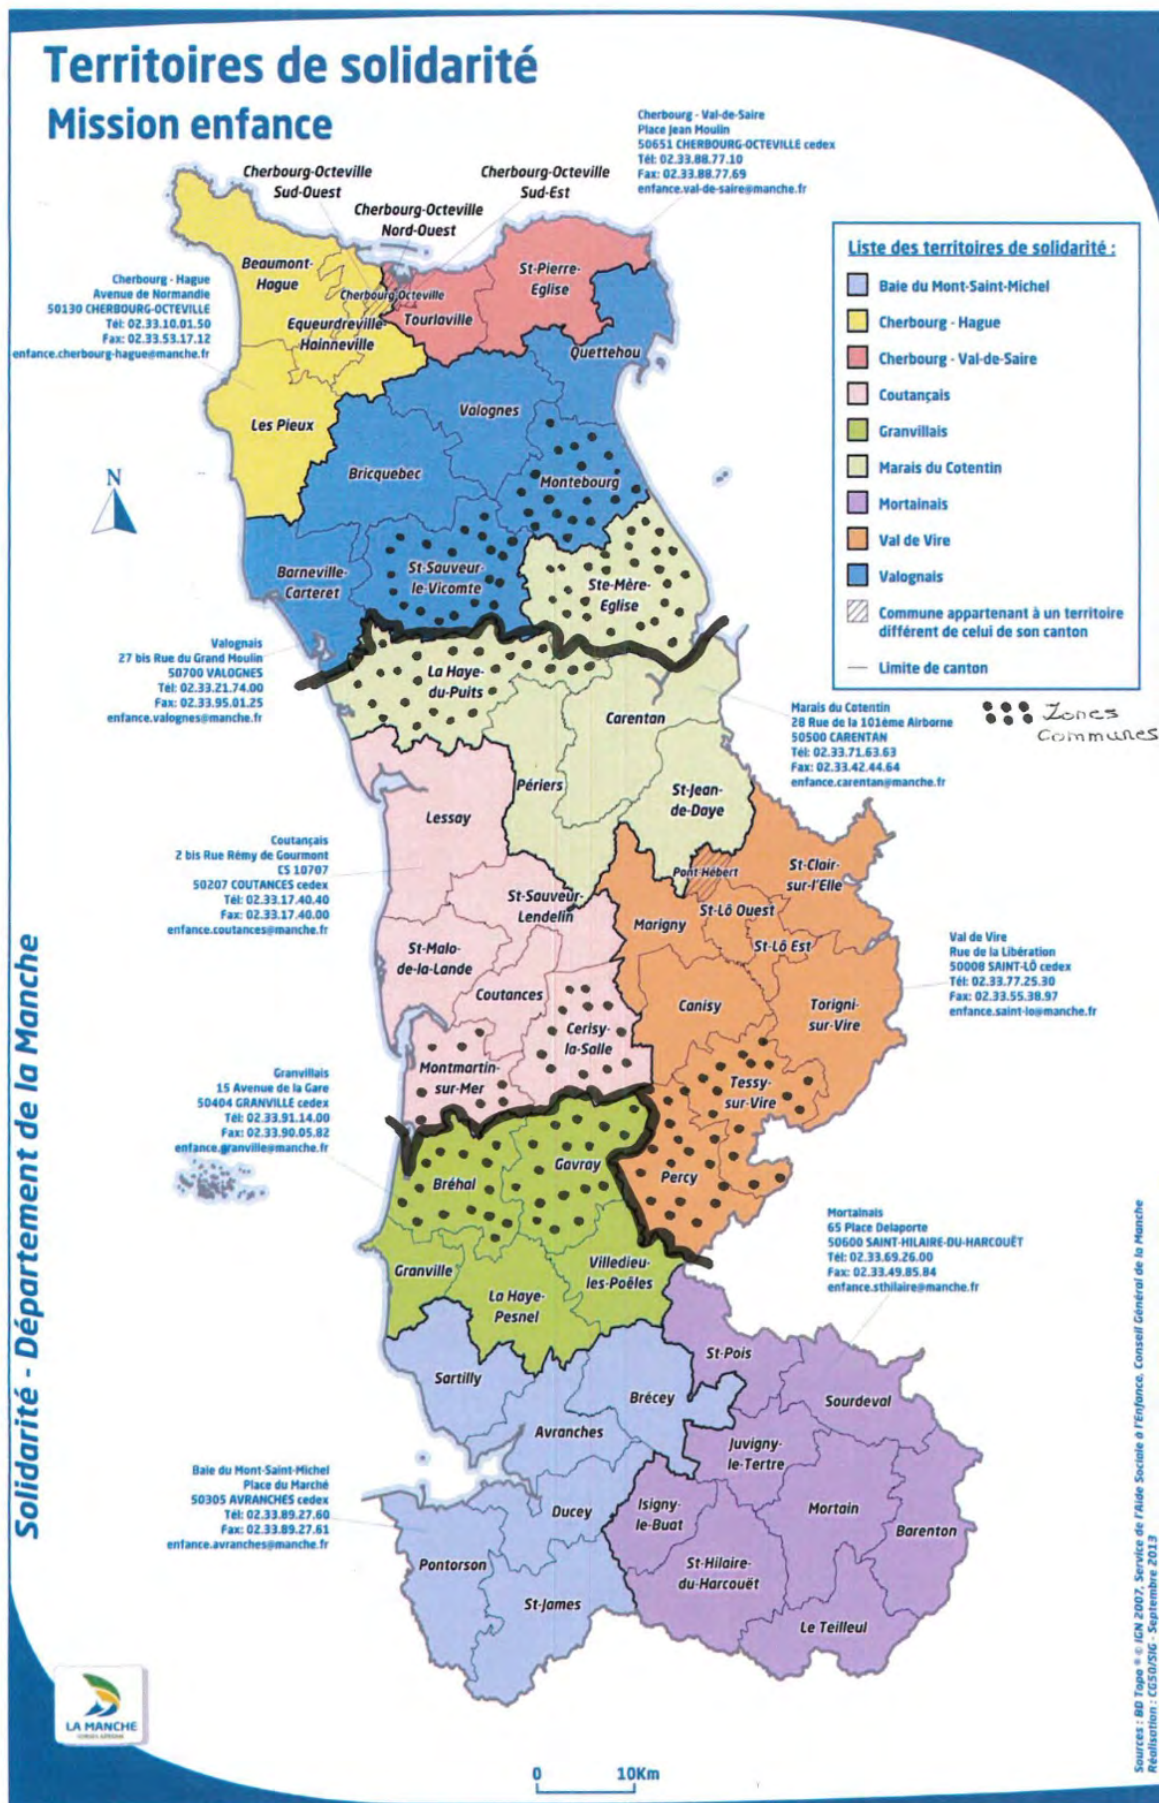 Territoires de solidarité
Mission enfance
Cherbourg - Val-de-Saire
Place Jean Moulin
50651 CHERBOURG-OCTEVILLE cedex
Tél: 02.33.88.77.10
Fax: 02.33.88.77.69
enfance.val-de-saire@manche.fr
Cherbourg-Octeville
Sud-Ouest
Cherbourg-Octeville
Sud-Est
Cherbourg-Octeville
Nord-Ouest
Cherbourg - Hague
Avenue de Normandie
50130 CHERBOURG-OCTEVILLE
Tél: 02.33.10.01.50
Fax: 02.33.53.17.12
enfance.cherbourg-hague@manche.fr
Beaumont-
Hague
Cherbourg-Octeville
Equeurdreville-
Hainneville
Tourlaville
St-Pierre-
Eglise
Quettehou
Les Pieux
Valognes
Bricquebec
Montebourg
Barneville-
Carteret
St-Sauveur-
le-Vicomte
Ste-Mère-
Eglise
N
Liste des territoires de solidarité :
Baie du Mont-Saint-Michel
Cherbourg - Hague
Cherbourg - Val-de-Saire
Coutançais
Granvillais
Marais du Cotentin
Mortainais
Val de Vire
Valognais
Commune appartenant à un territoire
différent de celui de son canton
Limite de canton
Zones
communes
Valognais
27 bis Rue du Grand Moulin
50700 VALOGNES
Tél: 02.33.21.74.00
Fax: 02.33.95.01.25
enfance.valognes@manche.fr
La Haye-
du-Puits
Carentan
Périers
St-Jean-
de-Daye
Marais du Cotentin
28 Rue de la 101ème Airborne
50500 CARENTAN
Tél: 02.33.71.63.63
Fax: 02.33.42.44.64
enfance.carentan@manche.fr
Lessay
Coutançais
2 bis Rue Rémy de Gourmont
CS 10707
50207 COUTANCES cedex
Tél: 02.33.17.40.40
Fax: 02.33.17.40.00
enfance.coutances@manche.fr
Pont-Hébert
St-Clair-
sur-l'Elle
St-Sauveur-
Lendelin
Marigny
St-Lô Ouest
St-Lô Est
St-Malo-
de-la-Lande
Coutances
Canisy
Torigni-
sur-Vire
Val de Vire
Rue de la Libération
50008 SAINT-LÔ cedex
Tél: 02.33.77.25.30
Fax: 02.33.55.38.97
enfance.saint-lo@manche.fr
Cerisy-
la-Salle
Montmartin-
sur-Mer
Tessy-
sur-Vire
Granvillais
15 Avenue de la Gare
50404 GRANVILLE cedex
Tél: 02.33.91.14.00
Fax: 02.33.90.05.82
enfance.granville@manche.fr
Bréhal
Gavray
Percy
Granville
La Haye-
Pesnel
Villedieu-
les-Poêles
Mortainais
65 Place Delaporte
50600 SAINT-HILAIRE-DU-HARCOUËT
Tél: 02.33.69.26.00
Fax: 02.33.49.85.84
enfance.sthilaire@manche.fr
Sartilly
St-Pois
Brécey
Sourdeval
Avranches
Juvigny-
le-Tertre
Baie du Mont-Saint-Michel
Place du Marché
50305 AVRANCHES cedex
Tél: 02.33.89.27.60
Fax: 02.33.89.27.61
enfance.avranches@manche.fr
Ducey
Isigny-
le-Buat
Mortain
Barenton
Pontorson
St-Hilaire-
du-Harcouët
St-James
Le Teilleul
Solidarité - Département de la Manche
LA MANCHE
0 10Km
Sources : BD Topo ® © IGN 2007, Service de l'Aide Sociale à l'Enfance, Conseil Général de la Manche
Réalisation : CG50/SIG - Septembre 2013